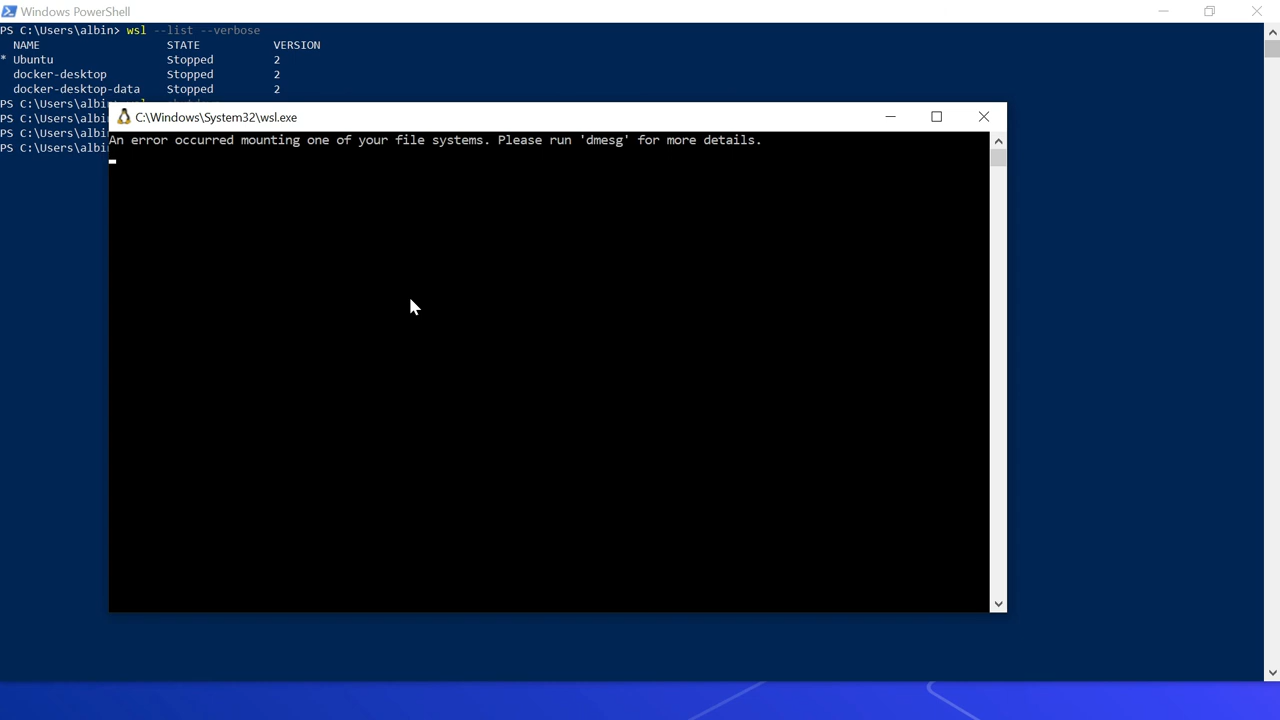 Windows PowerShell
PS C:\Users\albin> wsl --list --verbose
NAME STATE VERSION
* Ubuntu Stopped 2
docker-desktop Stopped 2
docker-desktop-data Stopped 2
PS C:\Users\albi
PS C:\Users\albi
PS C:\Users\albi
PS C:\Users\albi
C:\Windows\System32\wsl.exe
An error occurred mounting one of your file systems. Please run 'dmesg' for more details.